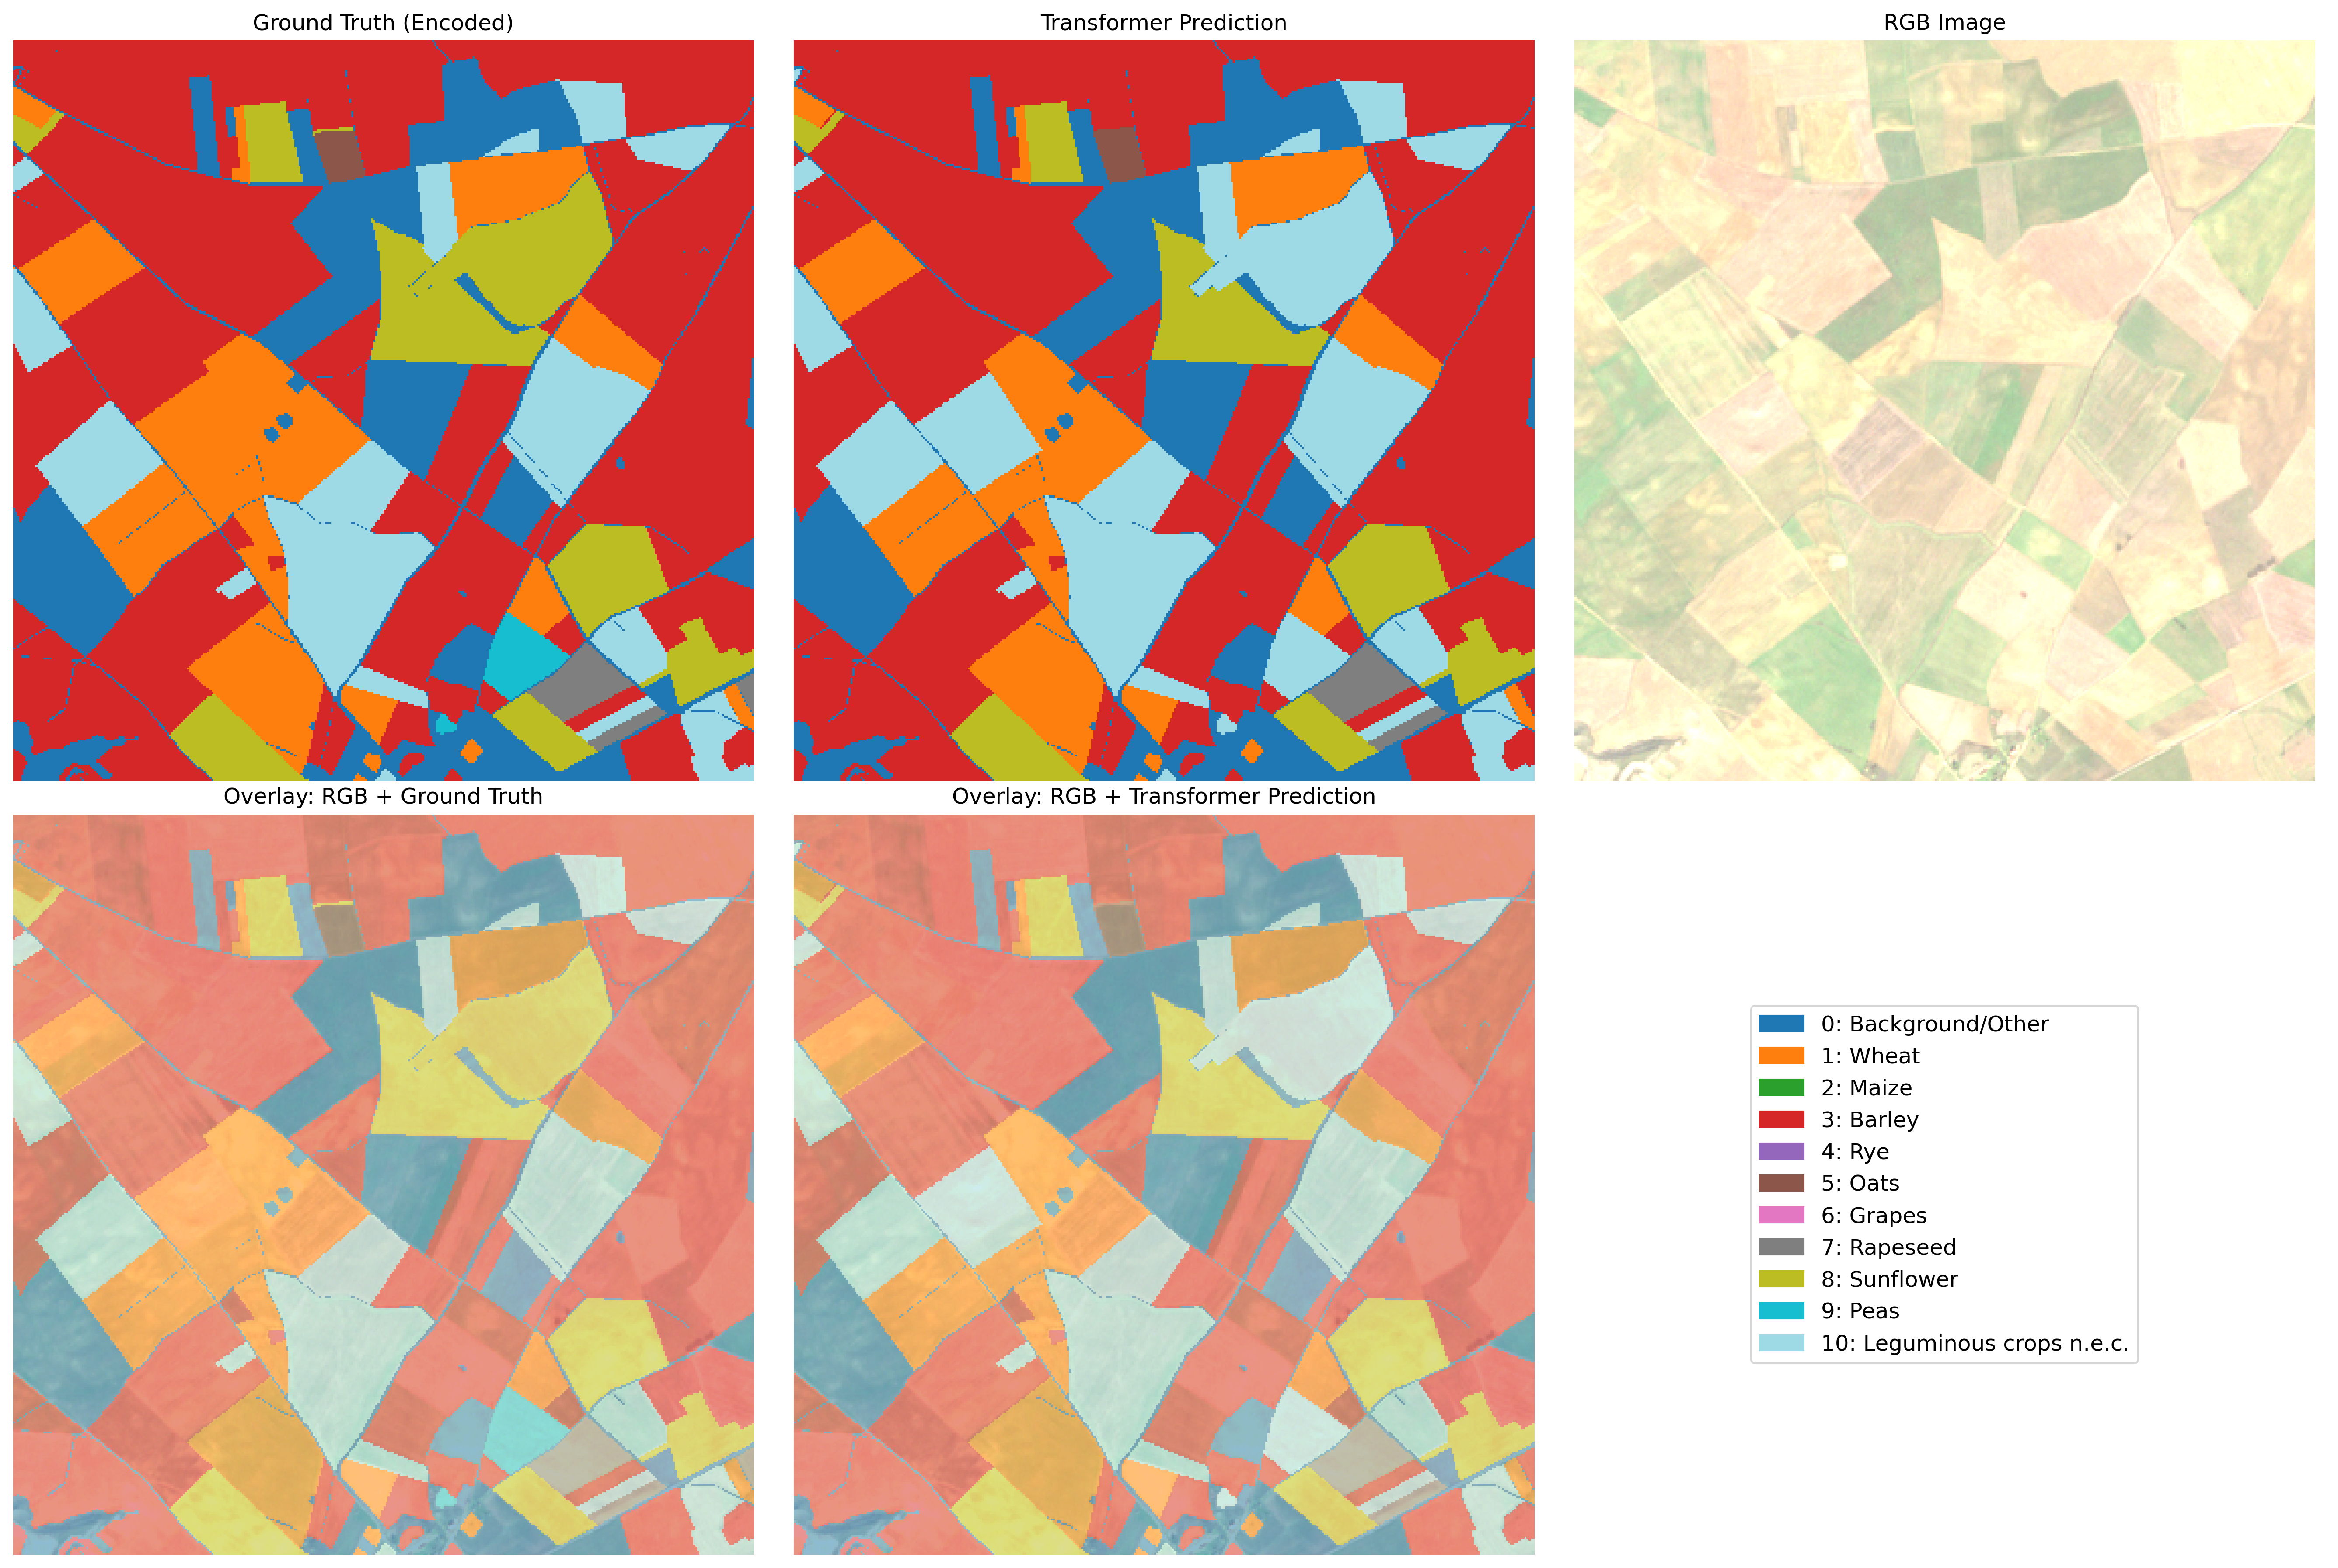 Ground Truth (Encoded)
Transformer Prediction
RGB Image
Overlay: RGB + Ground Truth
Overlay: RGB + Transformer Prediction
0: Background/Other
1: Wheat
2: Maize
3: Barley
4: Rye
5: Oats
6: Grapes
7: Rapeseed
8: Sunflower
9: Peas
10: Leguminous crops n.e.c.